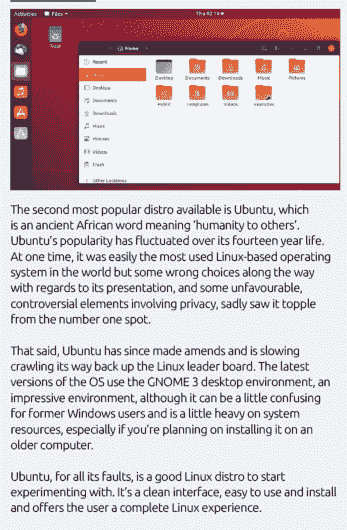 Activities
Files
Home
Trash
Recent
Desktop
Documents
Downloads
Music
Pictures
Videos
Trash
Other Locations
Desktop Documents Downloads Music Pictures
Public Templates Videos Examples
The second most popular distro available is Ubuntu, which
is an ancient African word meaning ‘humanity to others’.
Ubuntu’s popularity has fluctuated over its fourteen year life.
At one time, it was easily the most used Linux-based operating
system in the world but some wrong choices along the way
with regards to its presentation, and some unfavourable,
controversial elements involving privacy, sadly saw it topple
from the number one spot.
That said, Ubuntu has since made amends and is slowing
crawling its way back up the Linux leader board. The latest
versions of the OS use the GNOME 3 desktop environment, an
impressive environment, although it can be a little confusing
for former Windows users and is a little heavy on system
resources, especially if you’re planning on installing it on an
older computer.
Ubuntu, for all its faults, is a good Linux distro to start
experimenting with. It’s a clean interface, easy to use and install
and offers the user a complete Linux experience.